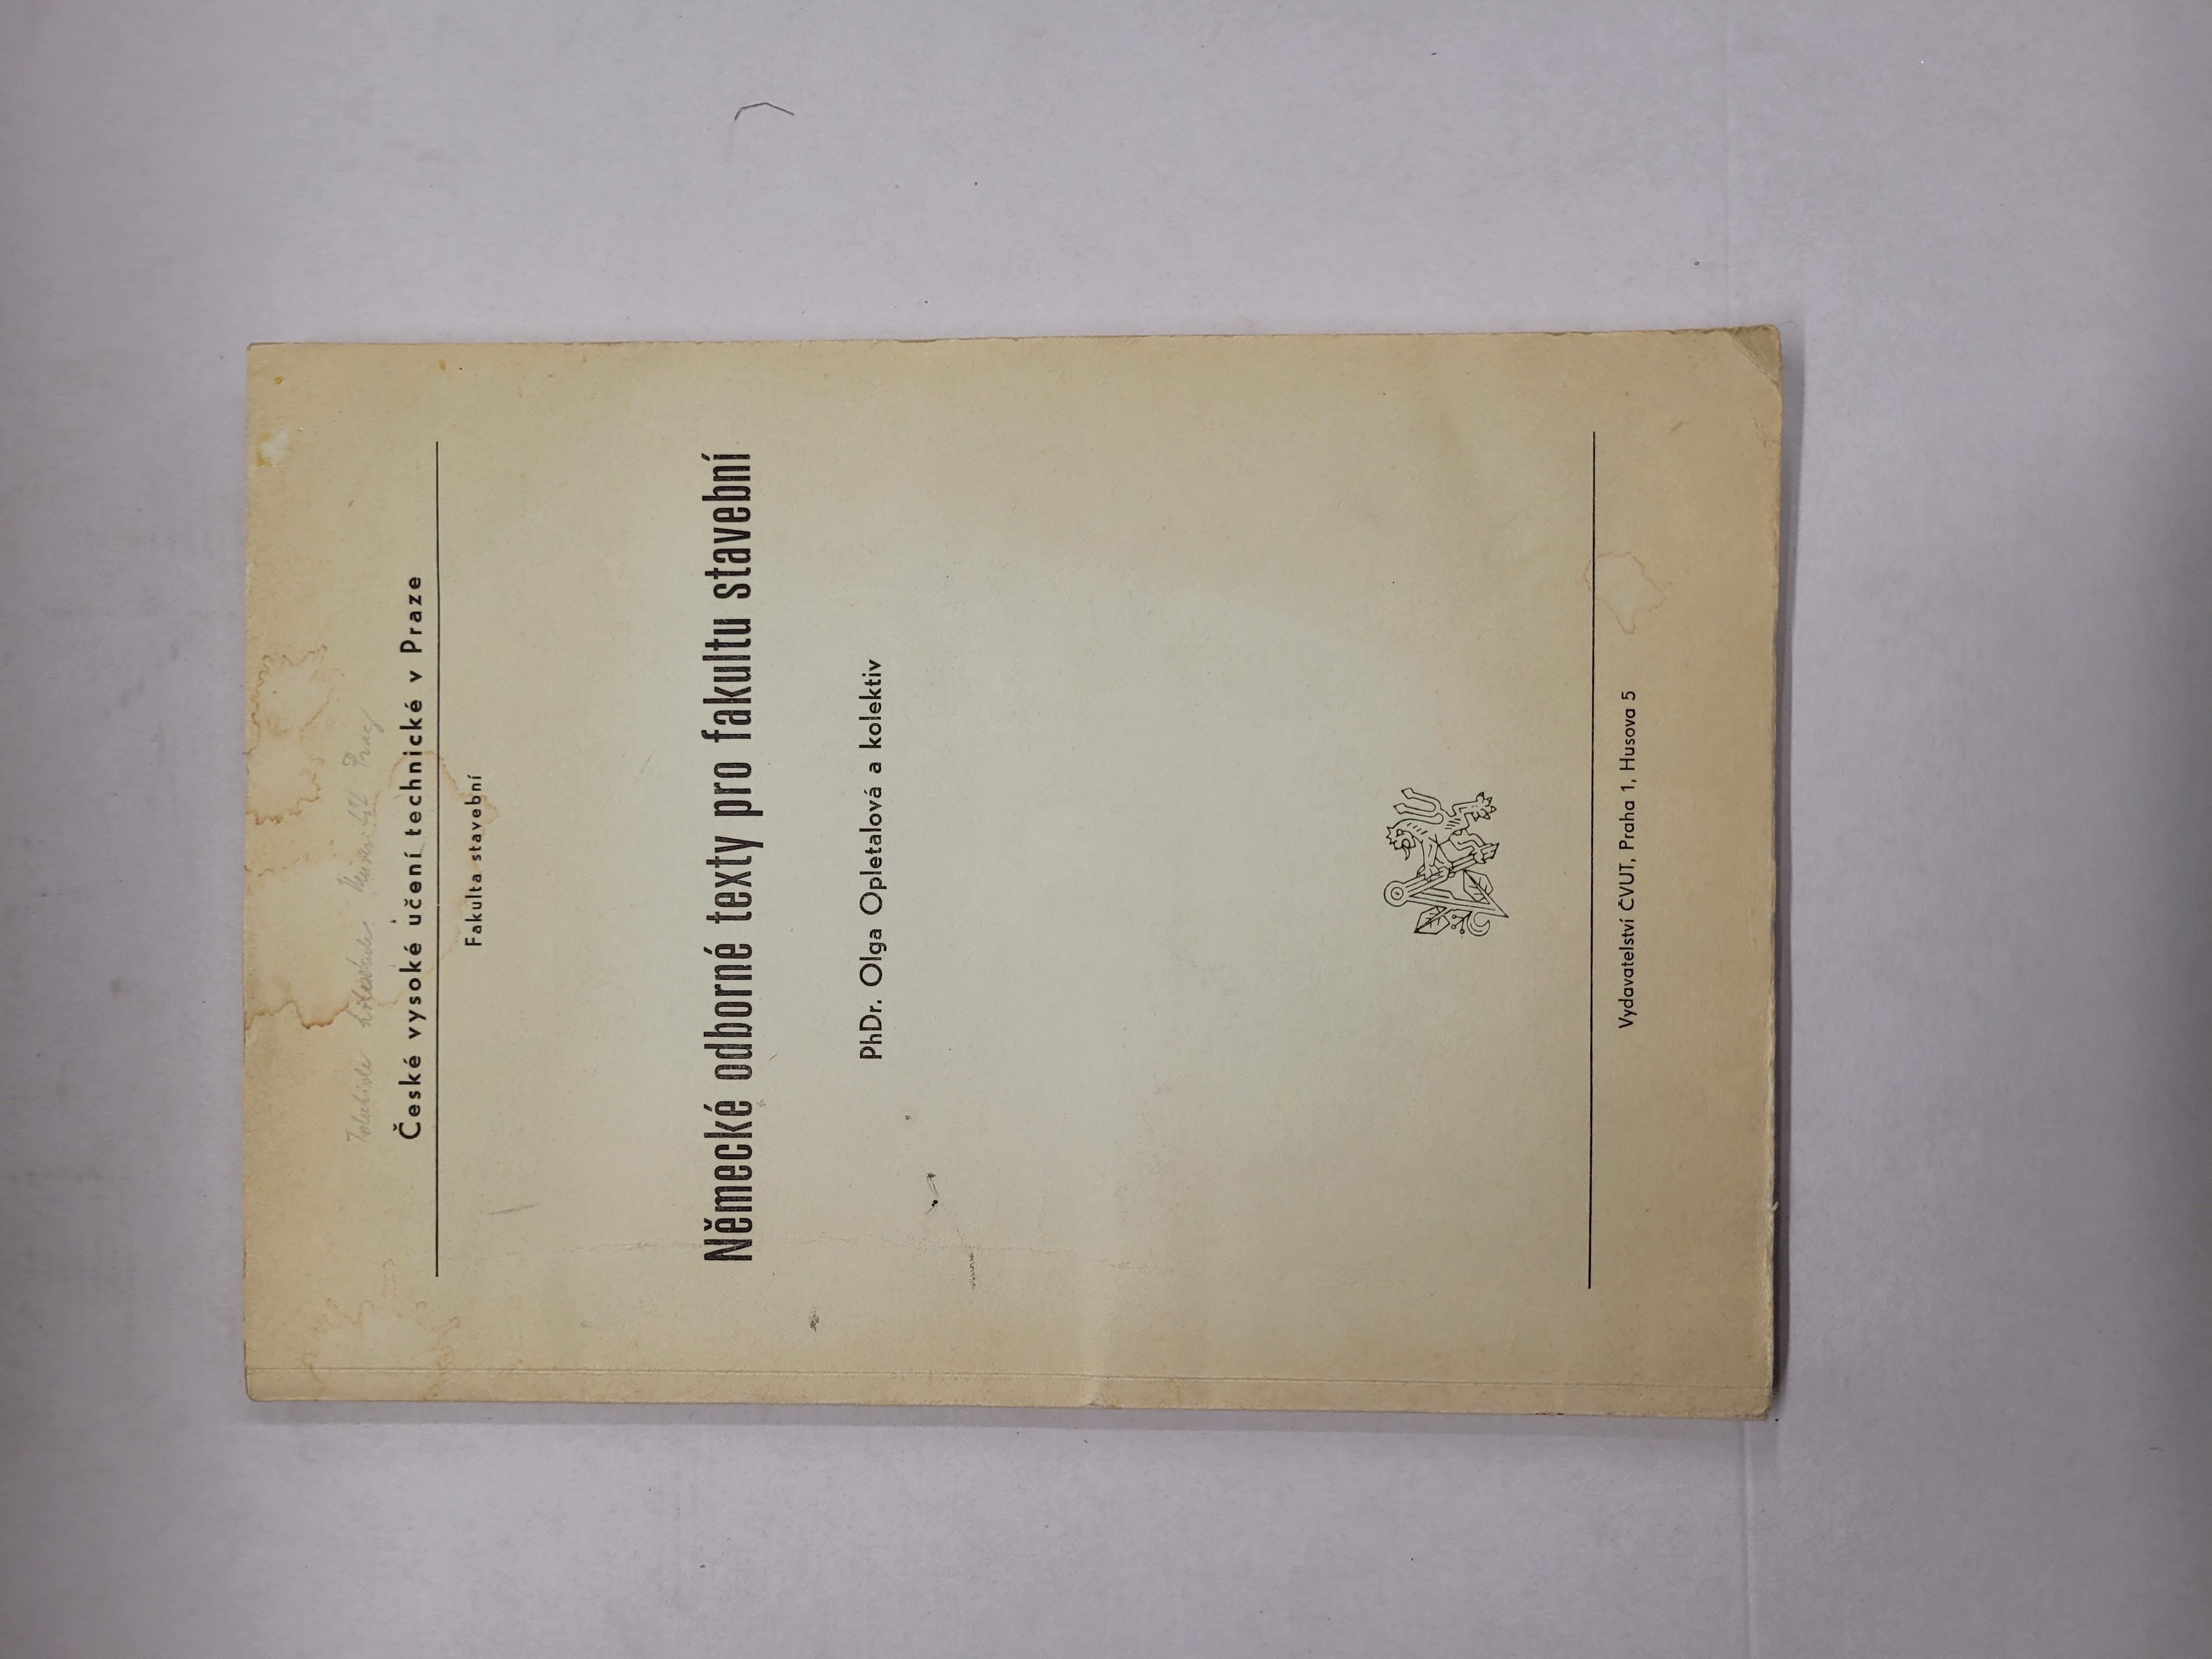 České vysoké učení technické v Praze
Fakulta stavební
Německé odborné texty pro fakultu stavební
PhDr. Olga Opletalová a kolektiv
Vydavatelství ČVUT, Praha 1, Husova 5